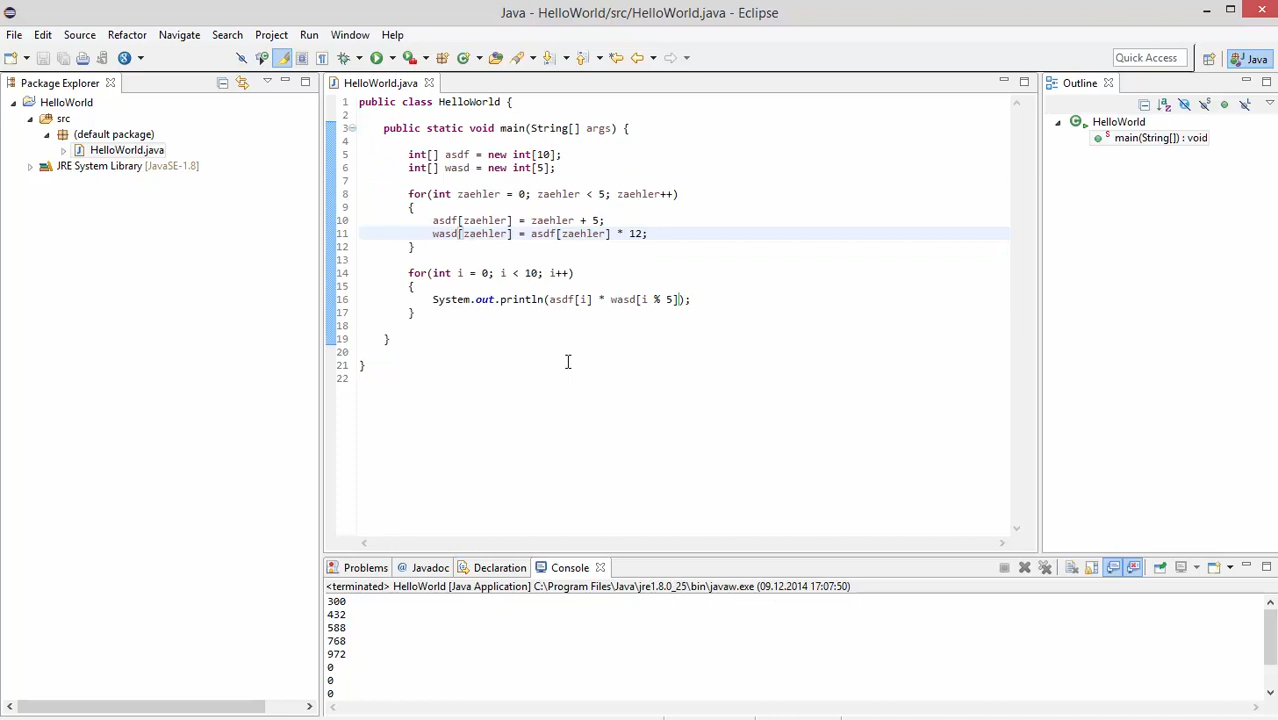 Java - HelloWorld/src/HelloWorld.java - Eclipse
File Edit Source Refactor Navigate Search Project Run Window Help
Quick Access
Java
Package Explorer
HelloWorld
src
(default package)
HelloWorld.java
JRE System Library [JavaSE-1.8]
HelloWorld.java
1 public class HelloWorld {
2
3 public static void main(String[] args) {
4
5 int[] asdf = new int[10];
6 int[] wasd = new int[5];
7
8 for(int zaehler = 0; zaehler < 5; zaehler++)
9 {
10 asdf[zaehler] = zaehler + 5;
11 wasd[zaehler] = asdf[zaehler] * 12;
12 }
13
14 for(int i = 0; i < 10; i++)
15 {
16 System.out.println(asdf[i] * wasd[i % 5]);
17 }
18
19 }
20
21 }
22
Outline
HelloWorld
main(String[]) : void
Problems Javadoc Declaration Console
<terminated> HelloWorld [Java Application] C:\Program Files\Java\jre1.8.0_25\bin\javaw.exe (09.12.2014 17:07:50)
300
432
588
768
972
0
0
0